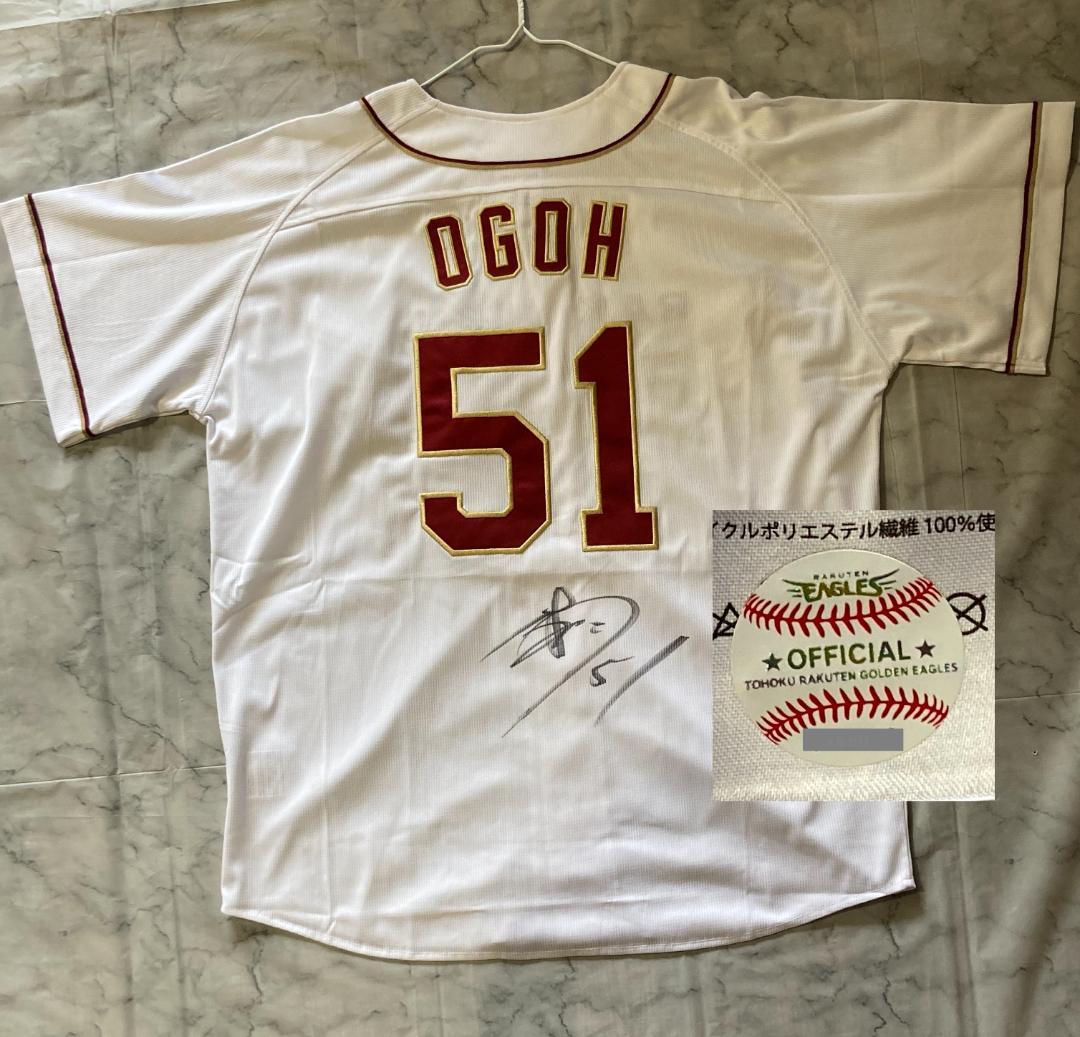 OGOH
51
51
イクルポリエステル繊維 100%使
RAKUTEN
EAGLES
★OFFICIAL★
TOHOKU RAKUTEN GOLDEN EAGLES